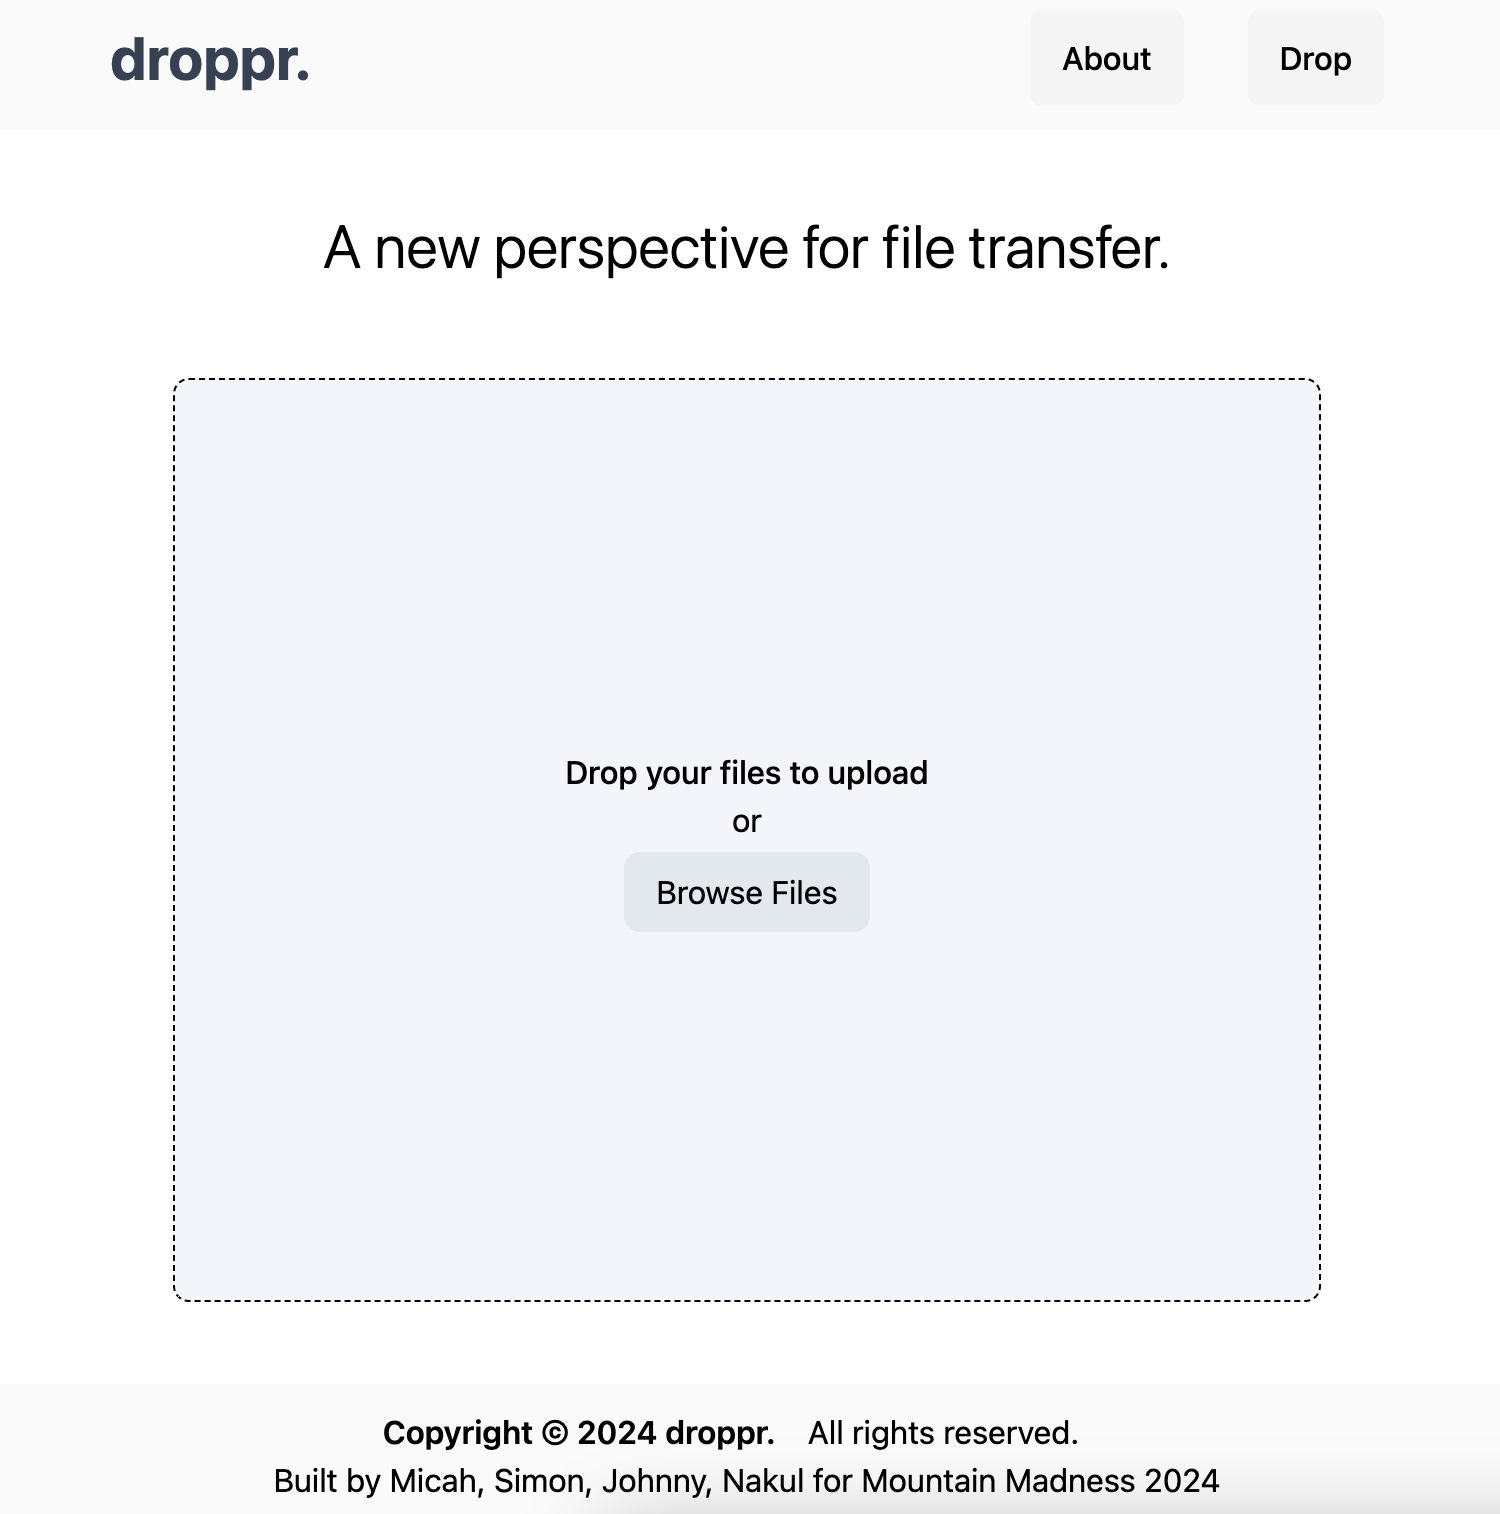 droppr. About Drop
A new perspective for file transfer.
Drop your files to upload
or
Browse Files
Copyright © 2024 droppr. All rights reserved.
Built by Micah, Simon, Johnny, Nakul for Mountain Madness 2024